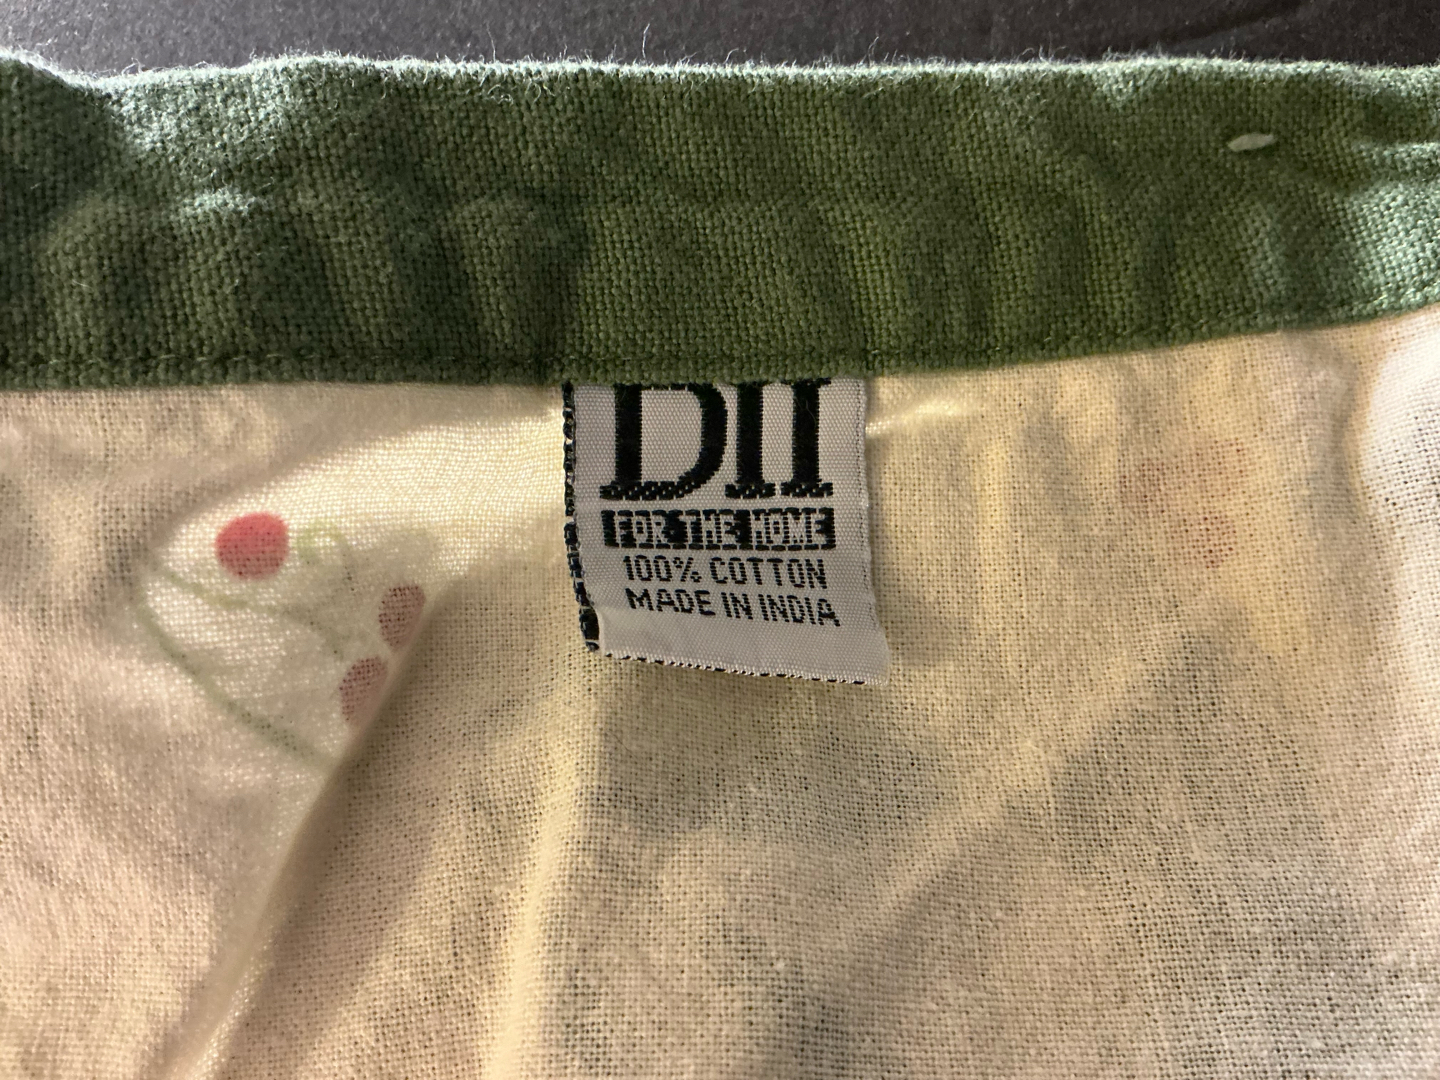 DII
FOR THE HOME
100% COTTON
MADE IN INDIA